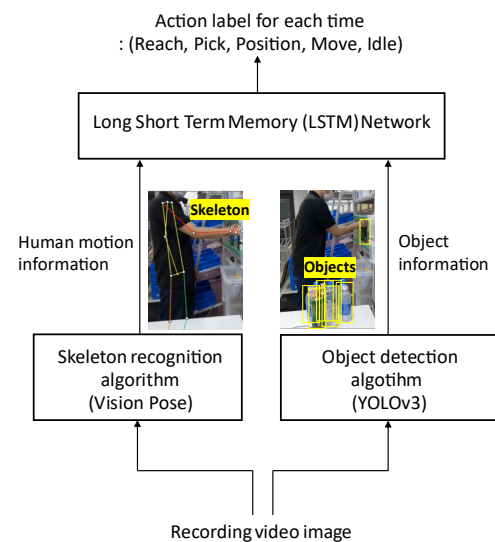 Action label for each time
: (Reach, Pick, Position, Move, Idle)
Long Short Term Memory (LSTM) Network
Skeleton
Human motion
information
Objects
Object
information
Skeleton recognition
algorithm
(Vision Pose)
Object detection
algotihm
(YOLOv3)
Recording video image